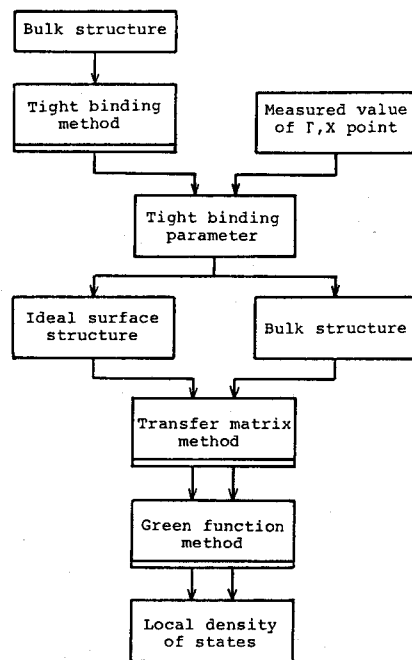 Bulk structure
Tight binding
method
Measured value
of Γ,X point
Tight binding
parameter
Ideal surface
structure
Bulk structure
Transfer matrix
method
Green function
method
Local density
of states